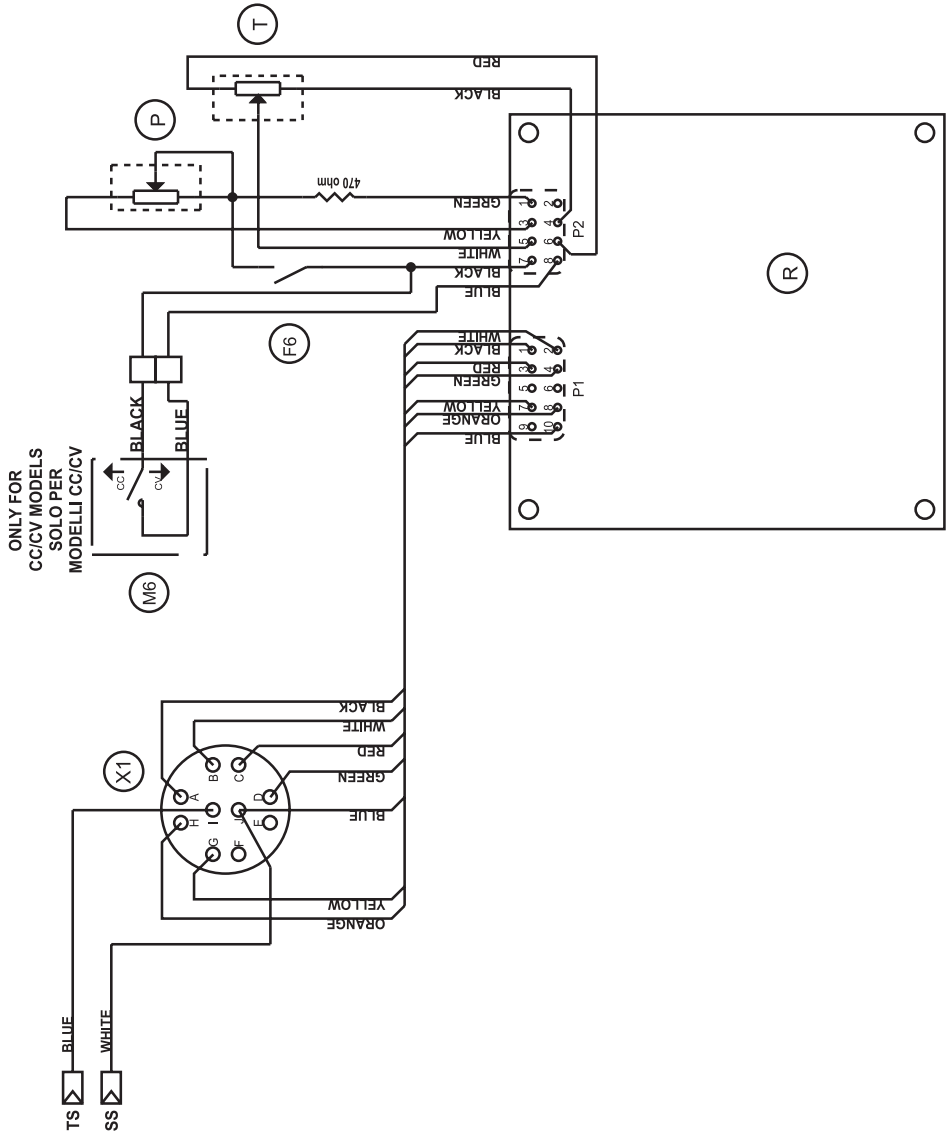 T
RED
BLACK
P
470 ohm
GREEN
YELLOW
WHITE
BLACK
BLUE
1
2
3
4
5
6
7
8
P2
R
F6
WHITE
BLACK
RED
GREEN
YELLOW
ORANGE
BLUE
1
2
3
4
5
6
7
8
9
10
P1
ONLY FOR
CC/CV MODELS
SOLO PER
MODELLI CC/CV
BLACK
BLUE
CC
CV
M6
X1
BLACK
WHITE
RED
GREEN
BLUE
YELLOW
ORANGE
A
B
C
D
E
F
G
H
I
J
TS
BLUE
SS
WHITE